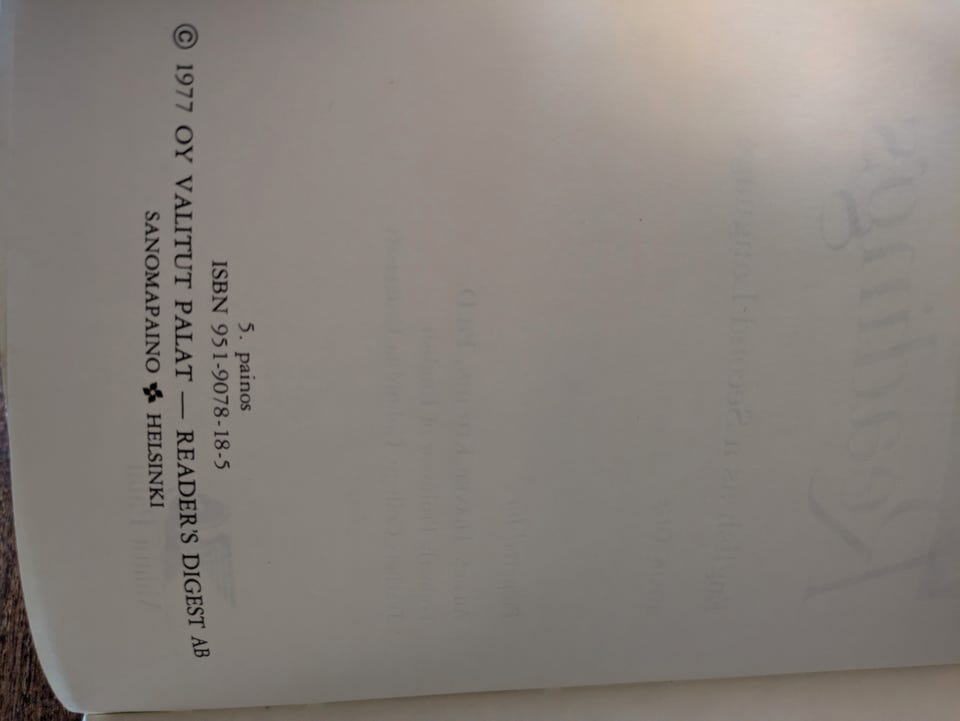 5. painos
ISBN 951-9078-18-5
© 1977 OY VALITUT PALAT — READER'S DIGEST AB
SANOMAPAINO HELSINKI